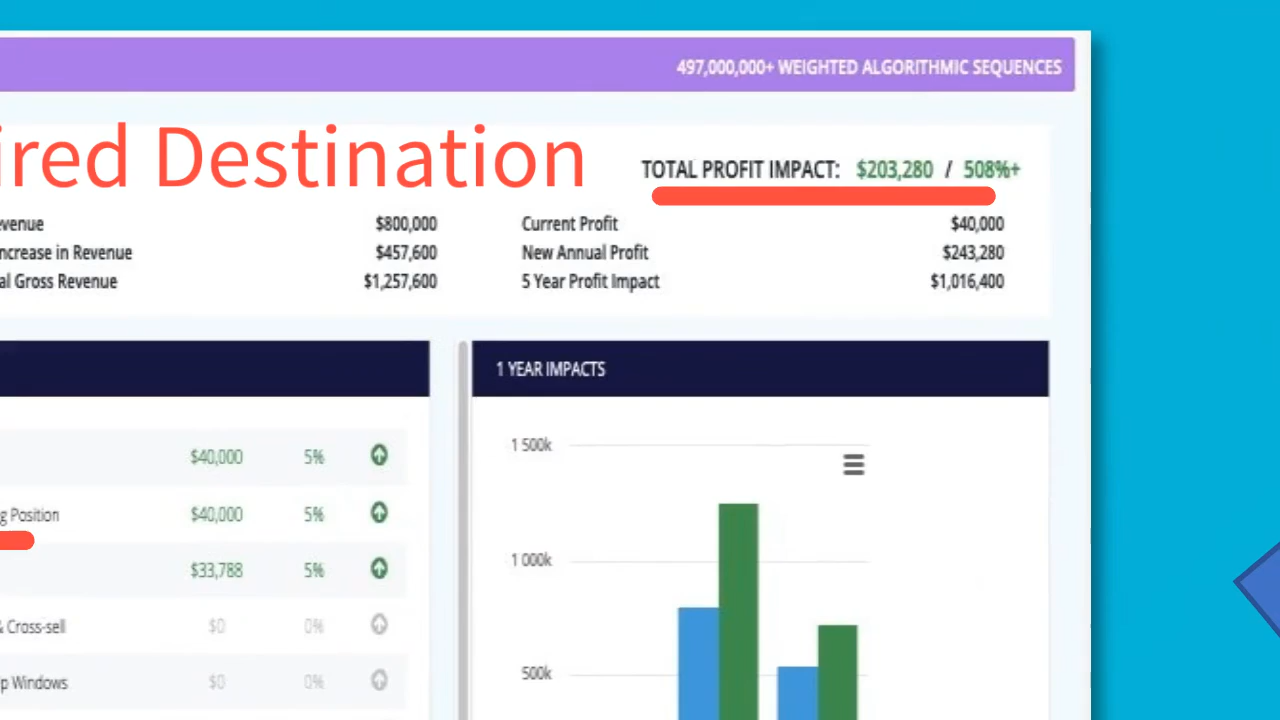 497,000,000+ WEIGHTED ALGORITHMIC SEQUENCES
ired Destination
TOTAL PROFIT IMPACT: $203,280 / 508%+
evenue $800,000
ncrease in Revenue $457,600
al Gross Revenue $1,257,600
Current Profit $40,000
New Annual Profit $243,280
5 Year Profit Impact $1,016,400
$40,000 5%
g Position $40,000 5%
$33,788 5%
& Cross-sell $0 0%
p Windows $0 0%
1 YEAR IMPACTS
1 500k
1 000k
500k